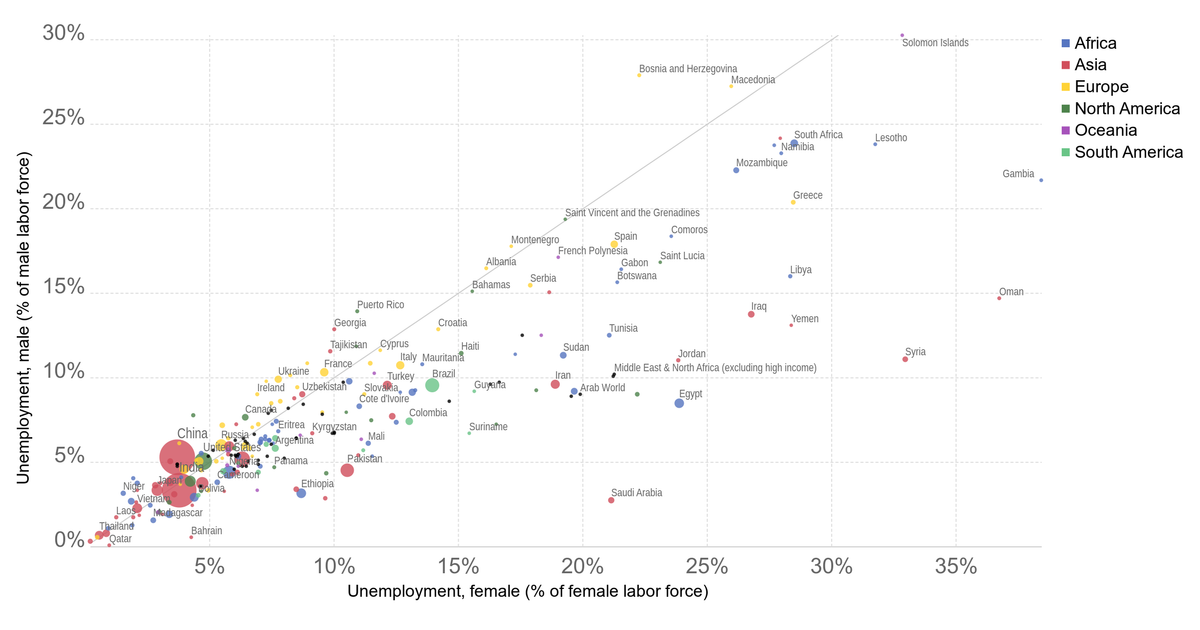 30%
Solomon Islands
Africa
Bosnia and Herzegovina
Asia
Macedonia
Europe
North America
25%
South Africa
Lesotho
Oceania
Namibia
South America
Mozambique
Gambia
Greece
20%
Saint Vincent and the Grenadines
Comoros
Spain
Montenegro
French Polynesia
Saint Lucia
Albania
Gabon
Libya
Botswana
Serbia
15%
Bahamas
Oman
Puerto Rico
Iraq
Georgia
Croatia
Yemen
Tunisia
Tajikistan
Cyprus
Haiti
Sudan
Jordan
Syria
Italy
Mauritania
France
Middle East & North Africa (excluding high income)
Ukraine
Turkey
Brazil
Iran
10%
Ireland
Uzbekistan
Slovakia
Guyana
Arab World
Egypt
Cote d'Ivoire
Canada
Colombia
Eritrea
Kyrgyzstan
Suriname
China
Russia
Argentina
Mali
United States
5%
India
Nigeria
Panama
Pakistan
Cameroon
Japan
Niger
Bolivia
Ethiopia
Saudi Arabia
Vietnam
Laos
Madagascar
Thailand
Bahrain
0%
Qatar
5%
10%
15%
20%
25%
30%
35%
Unemployment, female (% of female labor force)
Unemployment, male (% of male labor force)